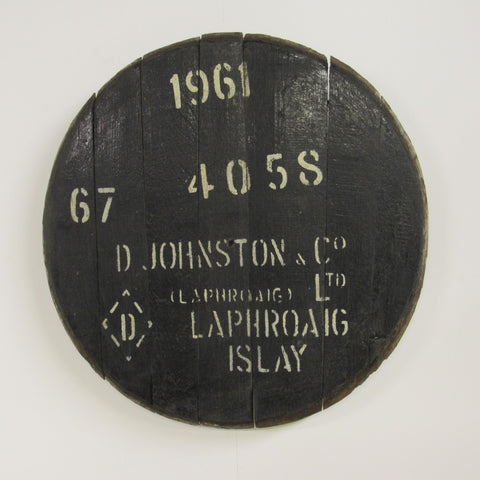 1961
405S
67
D JOHNSTON & Cº
(LAPHROAIG) LTD
D LAPHROAIG
ISLAY